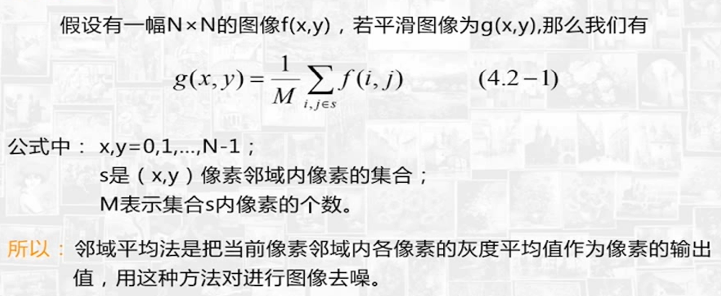 假设有一幅N×N的图像f(x,y)，若平滑图像为g(x,y),那么我们有
g(x, y) = \frac{1}{M} \sum_{i,j∈s} f(i, j) (4.2−1)
公式中： x,y=0,1,...,N-1；
s是（x,y）像素邻域内像素的集合；
M表示集合s内像素的个数。
所以：邻域平均法是把当前像素邻域内各像素的灰度平均值作为像素的输出
值，用这种方法对进行图像去噪。